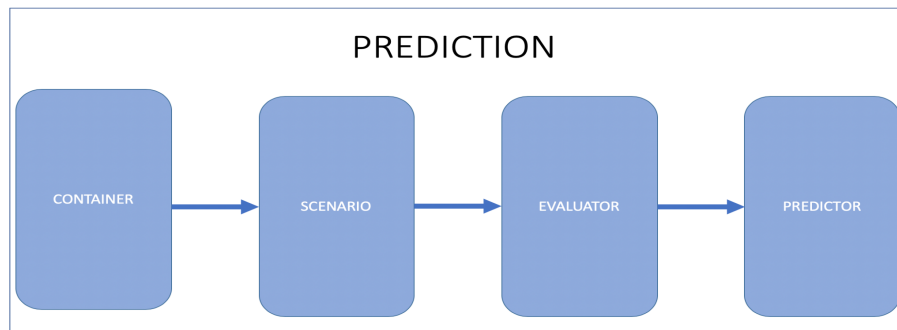 PREDICTION
CONTAINER
SCENARIO
EVALUATOR
PREDICTOR